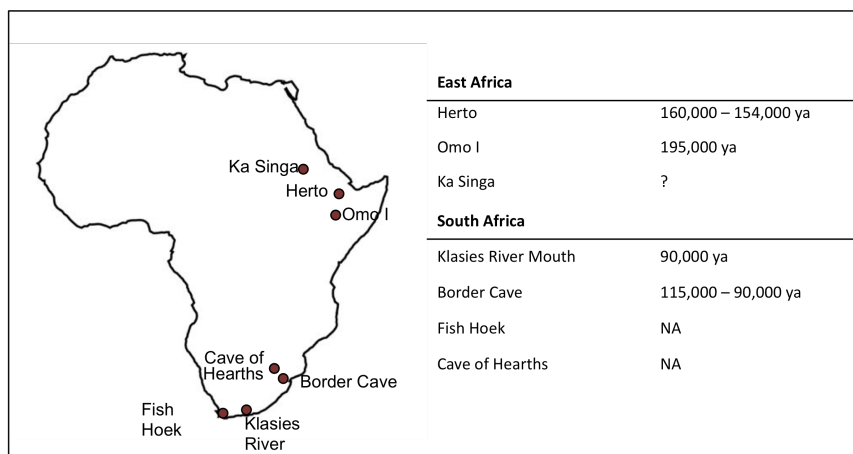 Ka Singa
Herto
Omo I
Cave of
Hearths
Border Cave
Fish
Hoek
Klasies
River
East Africa
Herto 160,000 – 154,000 ya
Omo I 195,000 ya
Ka Singa ?
South Africa
Klasies River Mouth 90,000 ya
Border Cave 115,000 – 90,000 ya
Fish Hoek NA
Cave of Hearths NA